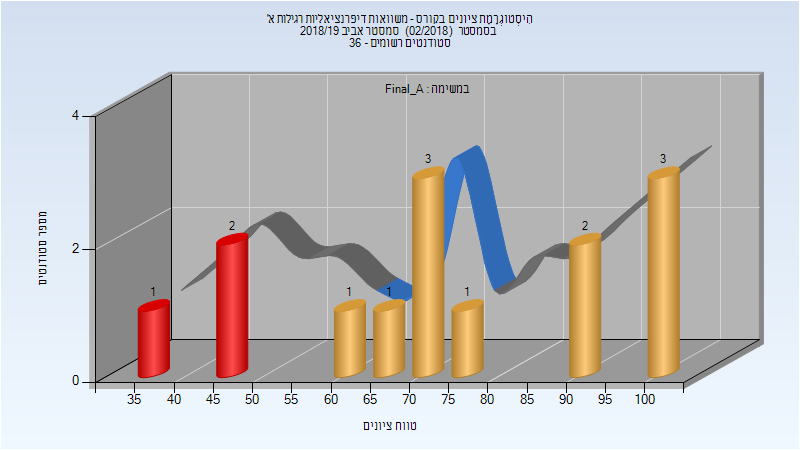 הִיסְטוֹגְרָמַת ציונים בקורס - משוואות דיפרנציאליות רגילות א'
בסמסטר (02/2018) סמסטר אביב 2018/19
סטודנטים רשומים - 36
במשימה : Final_A
מספר סטודנטים
4
2
0
1
2
1
1
3
1
2
3
35 40 45 50 55 60 65 70 75 80 85 90 95 100
טווח ציונים